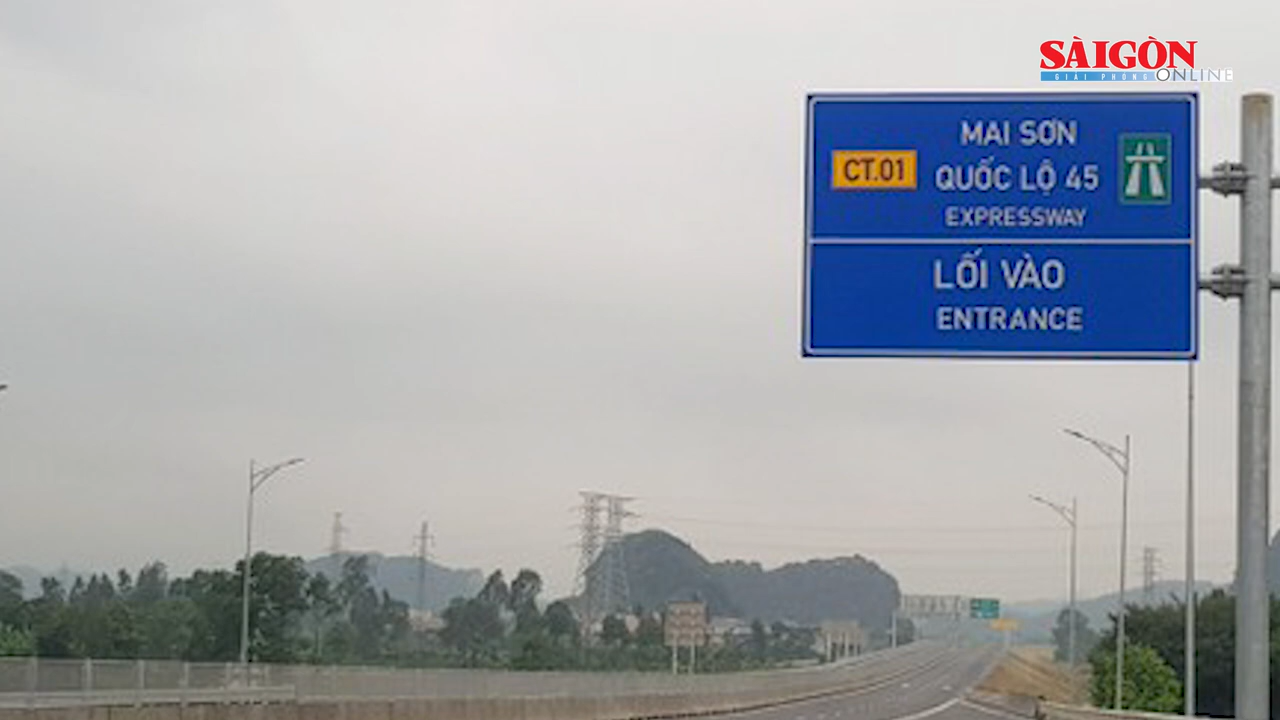 SÀIGÒN
GIẢI PHÓNG ONLINE
MAI SƠN
CT.01
QUỐC LỘ 45
EXPRESSWAY
LỐI VÀO
ENTRANCE